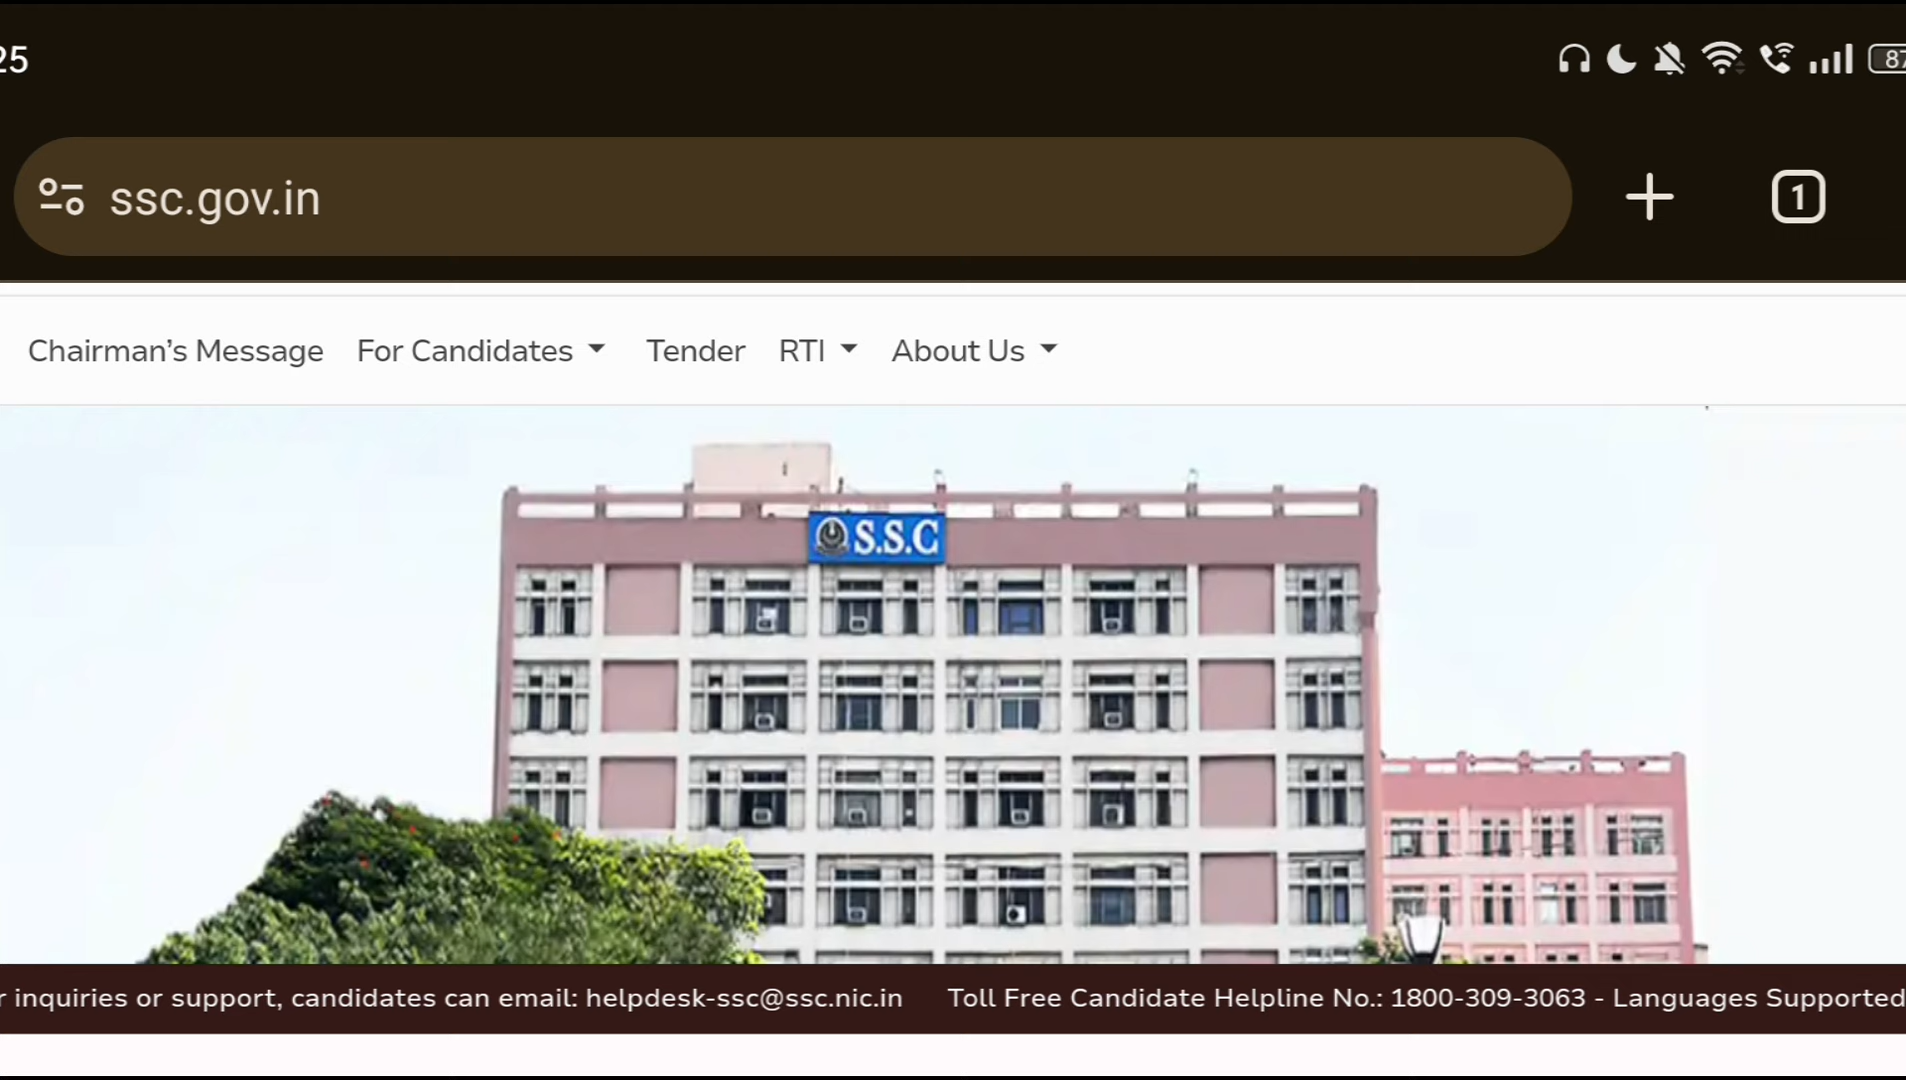 25
87
ssc.gov.in
1
Chairman's Message For Candidates Tender RTI About Us
S.S.C
r inquiries or support, candidates can email: helpdesk-ssc@ssc.nic.in Toll Free Candidate Helpline No.: 1800-309-3063 - Languages Supported